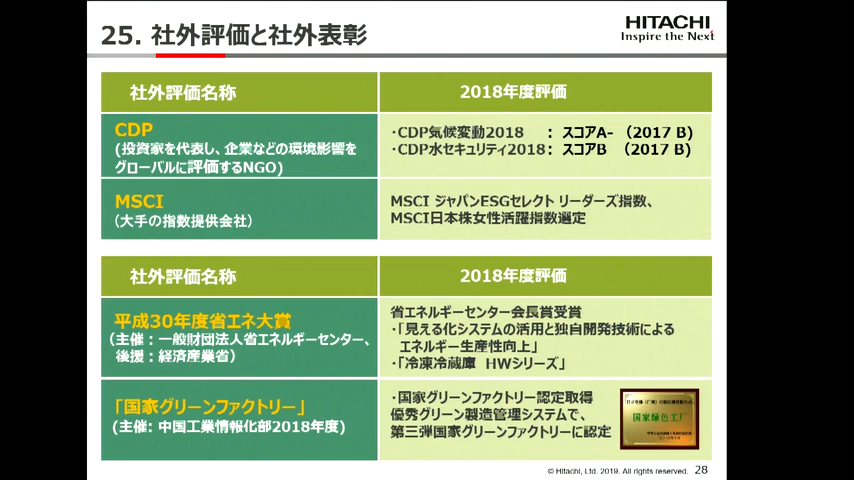 25. 社外評価と社外表彰
HITACHI
Inspire the Next
社外評価名称
2018年度評価
CDP
(投資家を代表し、企業などの環境影響を
グローバルに評価するNGO)
・CDP気候変動2018 : スコアA- (2017 B)
・CDP水セキュリティ2018: スコアB (2017 B)
MSCI
(大手の指数提供会社)
MSCI ジャパンESGセレクト リーダーズ指数、
MSCI日本株女性活躍指数選定
社外評価名称
2018年度評価
平成30年度省エネ大賞
(主催：一般財団法人省エネルギーセンター、
後援：経済産業省)
省エネルギーセンター会長賞受賞
・「見える化システムの活用と独自開発技術による
エネルギー生産性向上」
・「冷凍冷蔵庫 HWシリーズ」
「国家グリーンファクトリー」
(主催: 中国工業情報化部2018年度)
・国家グリーンファクトリー認定取得
優秀グリーン製造管理システムで、
第三弾国家グリーンファクトリーに認定
国家绿色工厂
© Hitachi, Ltd. 2019. All rights reserved.
28